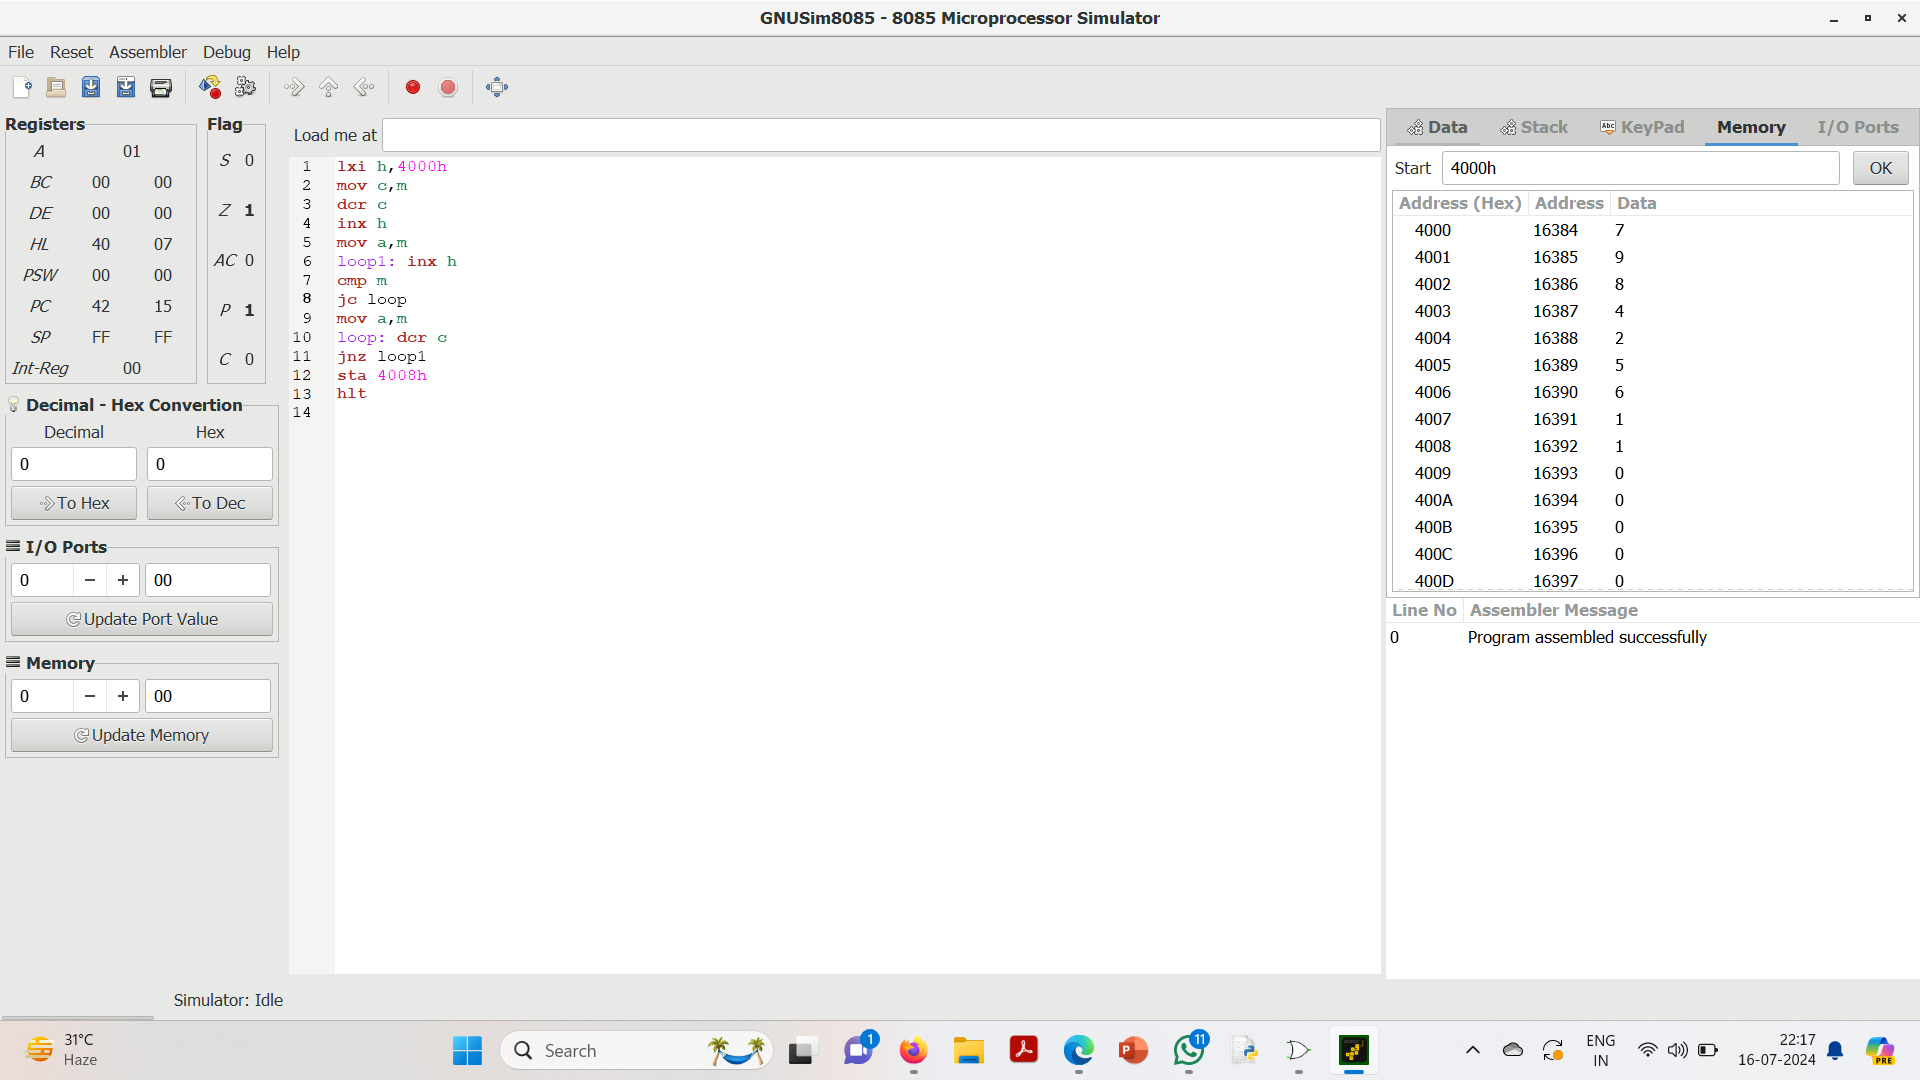 GNUSim8085 - 8085 Microprocessor Simulator
File Reset Assembler Debug Help
Registers
A 01
BC 00 00
DE 00 00
HL 40 07
PSW 00 00
PC 42 15
SP FF FF
Int-Reg 00
Flag
S 0
Z 1
AC 0
P 1
C 0
Decimal - Hex Convertion
Decimal Hex
0 0
To Hex To Dec
I/O Ports
0 − + 00
Update Port Value
Memory
0 − + 00
Update Memory
Load me at
1 lxi h,4000h
2 mov c,m
3 dcr c
4 inx h
5 mov a,m
6 loop1: inx h
7 cmp m
8 jc loop
9 mov a,m
10 loop: dcr c
11 jnz loop1
12 sta 4008h
13 hlt
14
Data Stack Abc KeyPad Memory I/O Ports
Start 4000h OK
Address (Hex) Address Data
4000 16384 7
4001 16385 9
4002 16386 8
4003 16387 4
4004 16388 2
4005 16389 5
4006 16390 6
4007 16391 1
4008 16392 1
4009 16393 0
400A 16394 0
400B 16395 0
400C 16396 0
400D 16397 0
Line No Assembler Message
0 Program assembled successfully
Simulator: Idle
31°C
Haze
Search
1
P
11
ENG
IN
22:17
16-07-2024
PRE